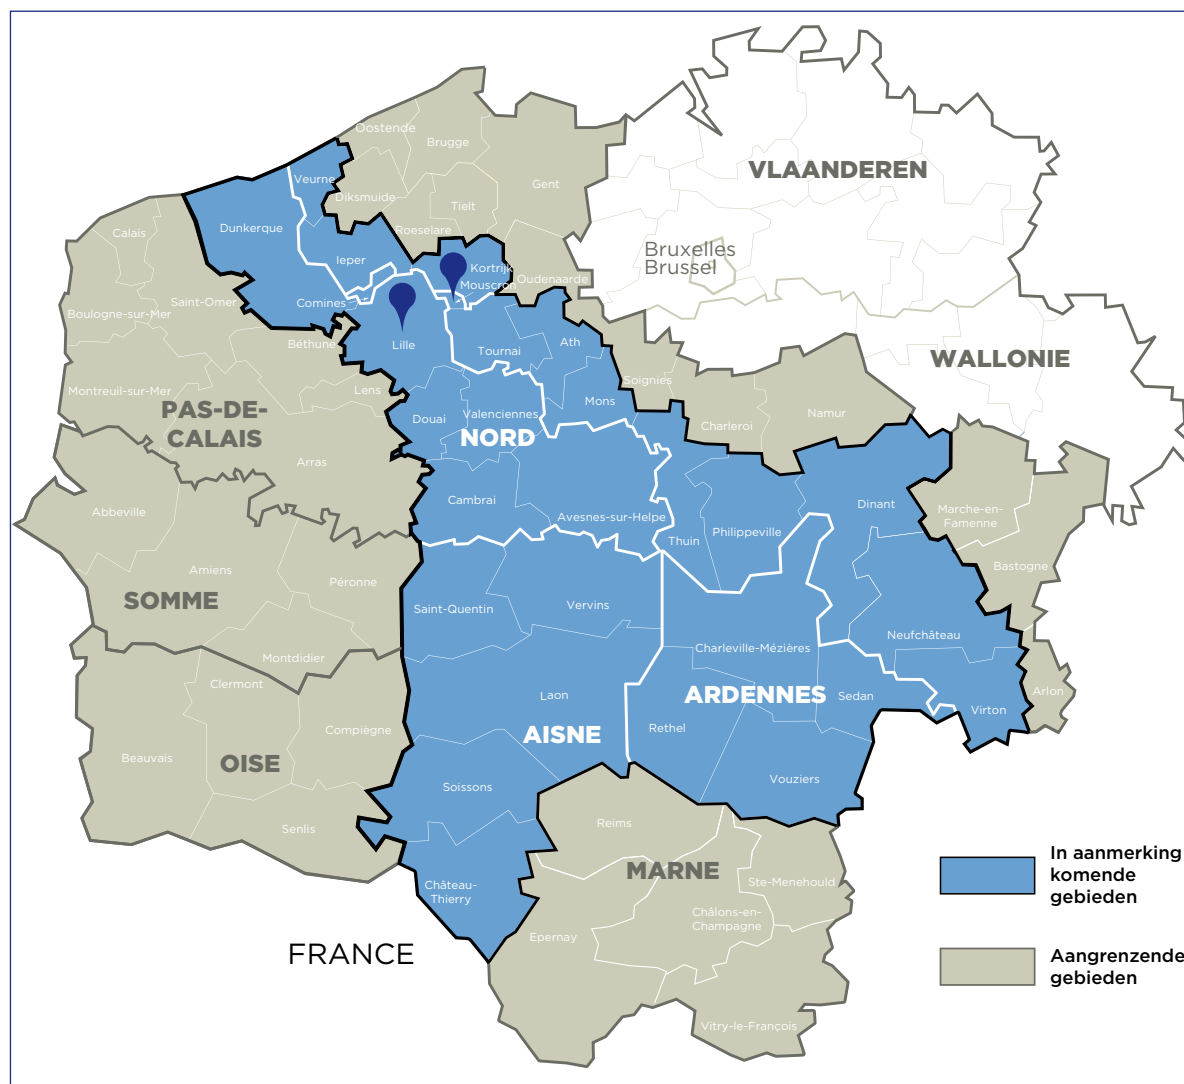 Oostende
Brugge
VLAANDEREN
Veurne
Gent
Diksmuide
Tielt
Calais
Dunkerque
Roeselare
Bruxelles
Brussel
Ieper
Kortrijk
Oudenaarde
Mouscron
Saint-Omer
Comines
Boulogne-sur-Mer
Béthune
Lille
Tournai
Ath
WALLONIE
Soignies
Montreuil-sur-Mer
Lens
Mons
PAS-DE-
CALAIS
Douai
Valenciennes
Namur
Charleroi
NORD
Arras
Cambrai
Dinant
Abbeville
Avesnes-sur-Helpe
Marche-en-
Famenne
Philippeville
Thuin
Amiens
Bastogne
Péronne
SOMME
Saint-Quentin
Vervins
Neufchâteau
Charleville-Mézières
Montdidier
Clermont
Laon
ARDENNES
Sedan
Arlon
Virton
Compiègne
Rethel
AISNE
Beauvais
OISE
Soissons
Vouziers
Senlis
Reims
In aanmerking
komende
gebieden
MARNE
Château-
Thierry
Ste-Menehould
Châlons-en-
Champagne
Epernay
FRANCE
Aangrenzende
gebieden
Vitry-le-François